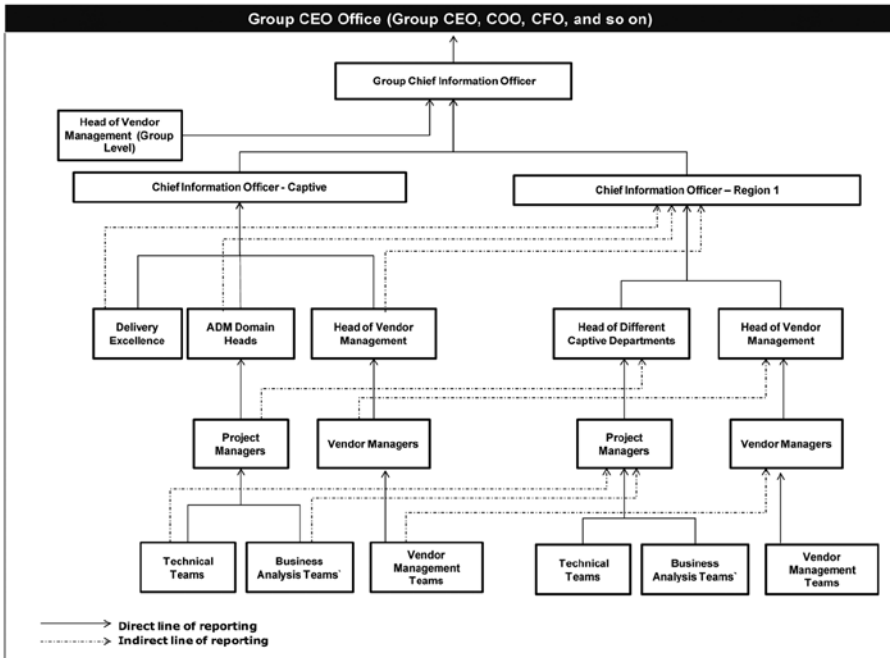 Group CEO Office (Group CEO, COO, CFO, and so on)
Group Chief Information Officer
Head of Vendor
Management (Group
Level)
Chief Information Officer - Captive
Chief Information Officer – Region 1
Delivery
Excellence
ADM Domain
Heads
Head of Vendor
Management
Head of Different
Captive Departments
Head of Vendor
Management
Project
Managers
Vendor Managers
Project
Managers
Vendor Managers
Technical
Teams
Business
Analysis Teams`
Vendor
Management
Teams
Technical
Teams
Business
Analysis Teams`
Vendor
Management
Teams
Direct line of reporting
Indirect line of reporting